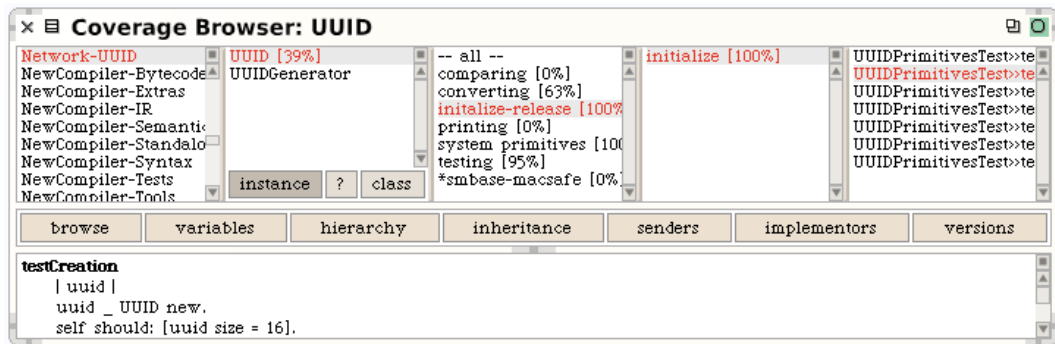 Coverage Browser: UUID
Network-UUID
NewCompiler-Bytecode
NewCompiler-Extras
NewCompiler-IR
NewCompiler-Semantic
NewCompiler-Standalo
NewCompiler-Syntax
NewCompiler-Tests
NewCompiler-Tools
UUID [39%]
UUIDGenerator
instance ? class
-- all --
comparing [0%]
converting [63%]
initalize-release [100%
printing [0%]
system primitives [100
testing [95%]
*smbase-macsafe [0%]
initialize [100%]
UUIDPrimitivesTest>>te
UUIDPrimitivesTest>>te
UUIDPrimitivesTest>>te
UUIDPrimitivesTest>>te
UUIDPrimitivesTest>>te
UUIDPrimitivesTest>>te
UUIDPrimitivesTest>>te
browse variables hierarchy inheritance senders implementors versions
testCreation
| uuid |
uuid _ UUID new.
self should: [uuid size = 16].